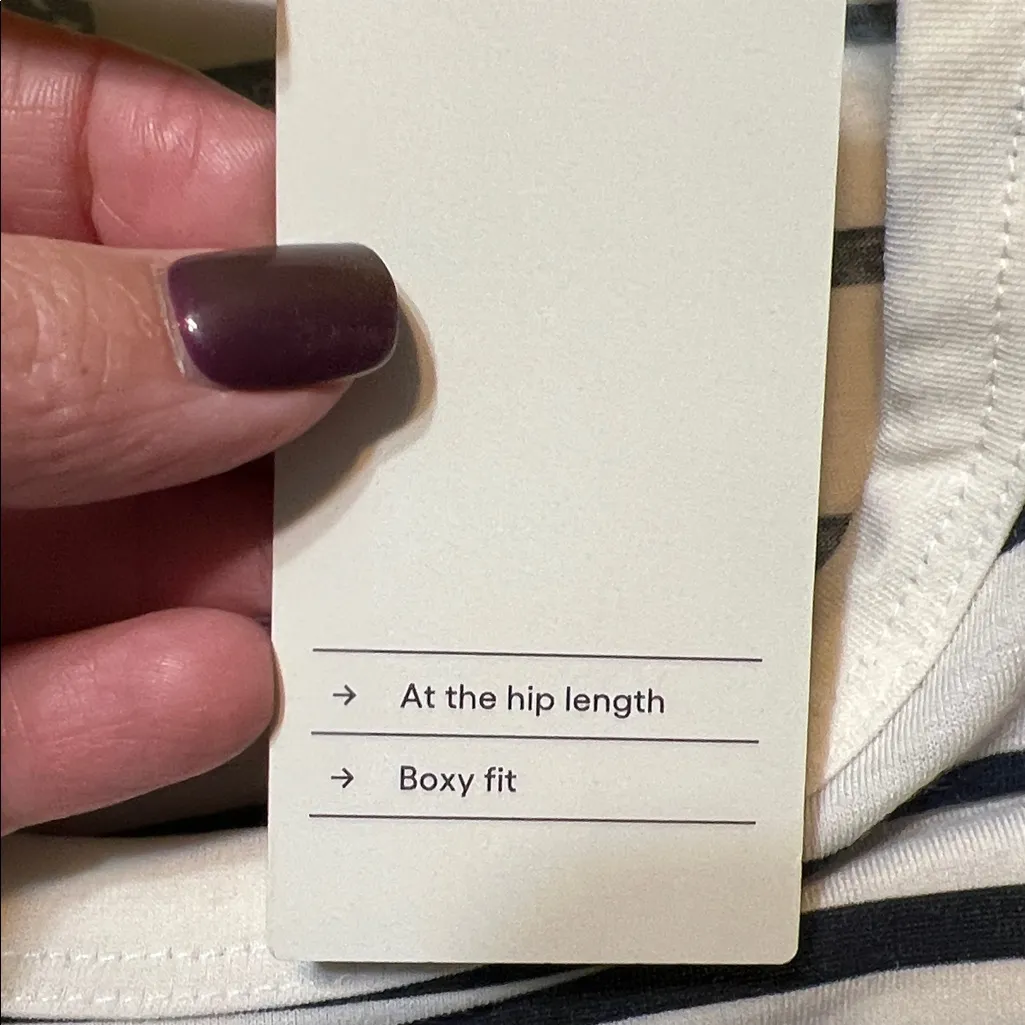 → At the hip length
→ Boxy fit